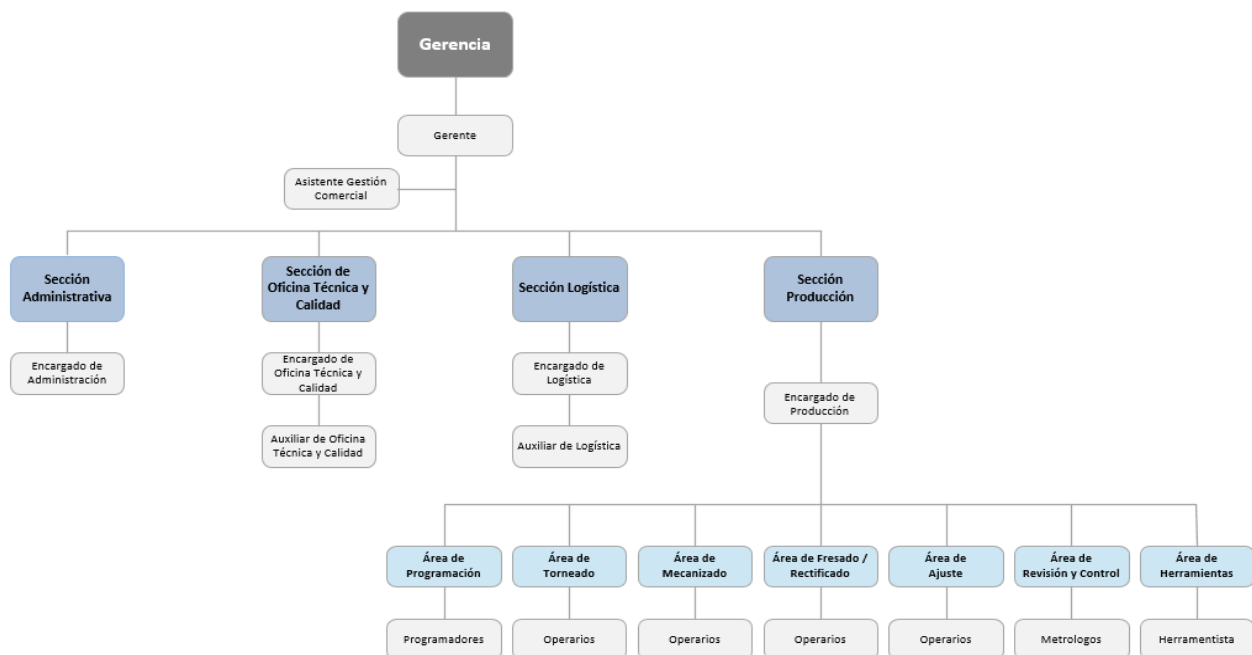 Gerencia
Gerente
Asistente Gestión
Comercial
Sección
Administrativa
Sección de
Oficina Técnica y
Calidad
Sección Logística
Sección
Producción
Encargado de
Administración
Encargado de
Oficina Técnica y
Calidad
Encargado de
Logística
Encargado de
Producción
Auxiliar de Oficina
Técnica y Calidad
Auxiliar de Logística
Área de
Programación
Área de
Torneado
Área de
Mecanizado
Área de Fresado /
Rectificado
Área de
Ajuste
Área de
Revisión y Control
Área de
Herramientas
Programadores
Operarios
Operarios
Operarios
Operarios
Metrologos
Herramentista